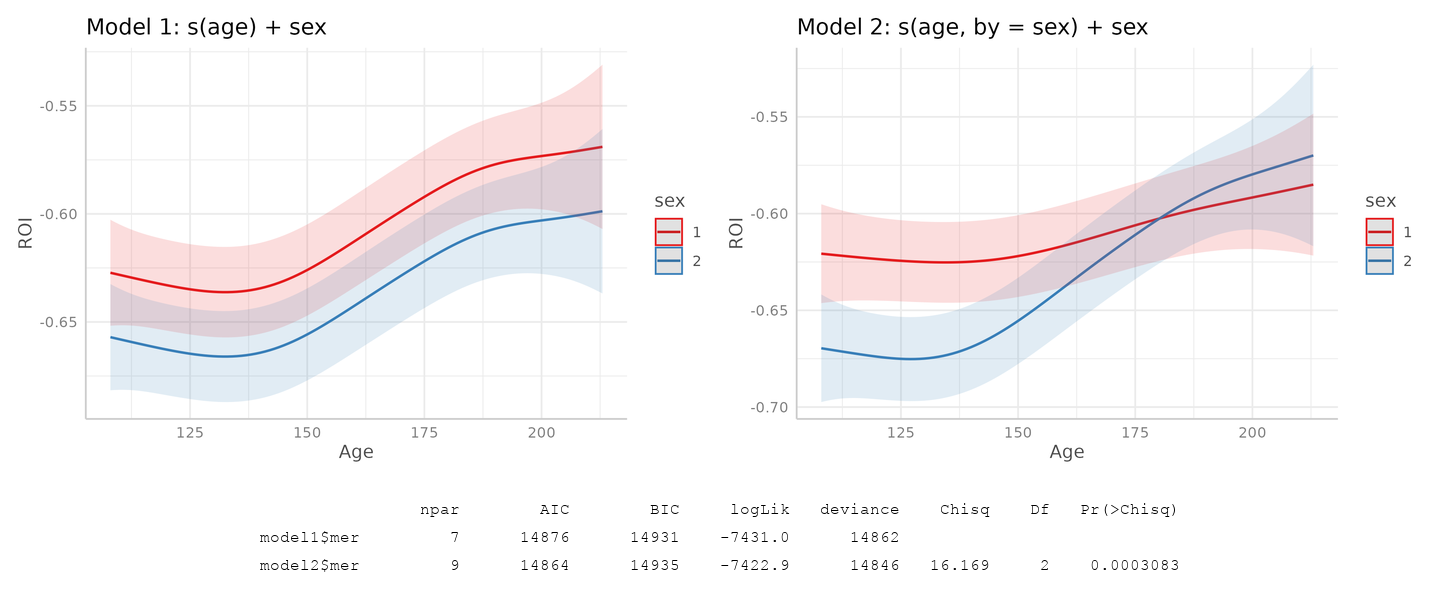 Model 1: s(age) + sex
-0.55
-0.60
-0.65
ROI
125 150 175 200
Age
sex
1
2
Model 2: s(age, by = sex) + sex
-0.55
-0.60
-0.65
-0.70
ROI
125 150 175 200
Age
sex
1
2
npar AIC BIC logLik deviance Chisq Df Pr(>Chisq)
model1$mer 7 14876 14931 -7431.0 14862
model2$mer 9 14864 14935 -7422.9 14846 16.169 2 0.0003083